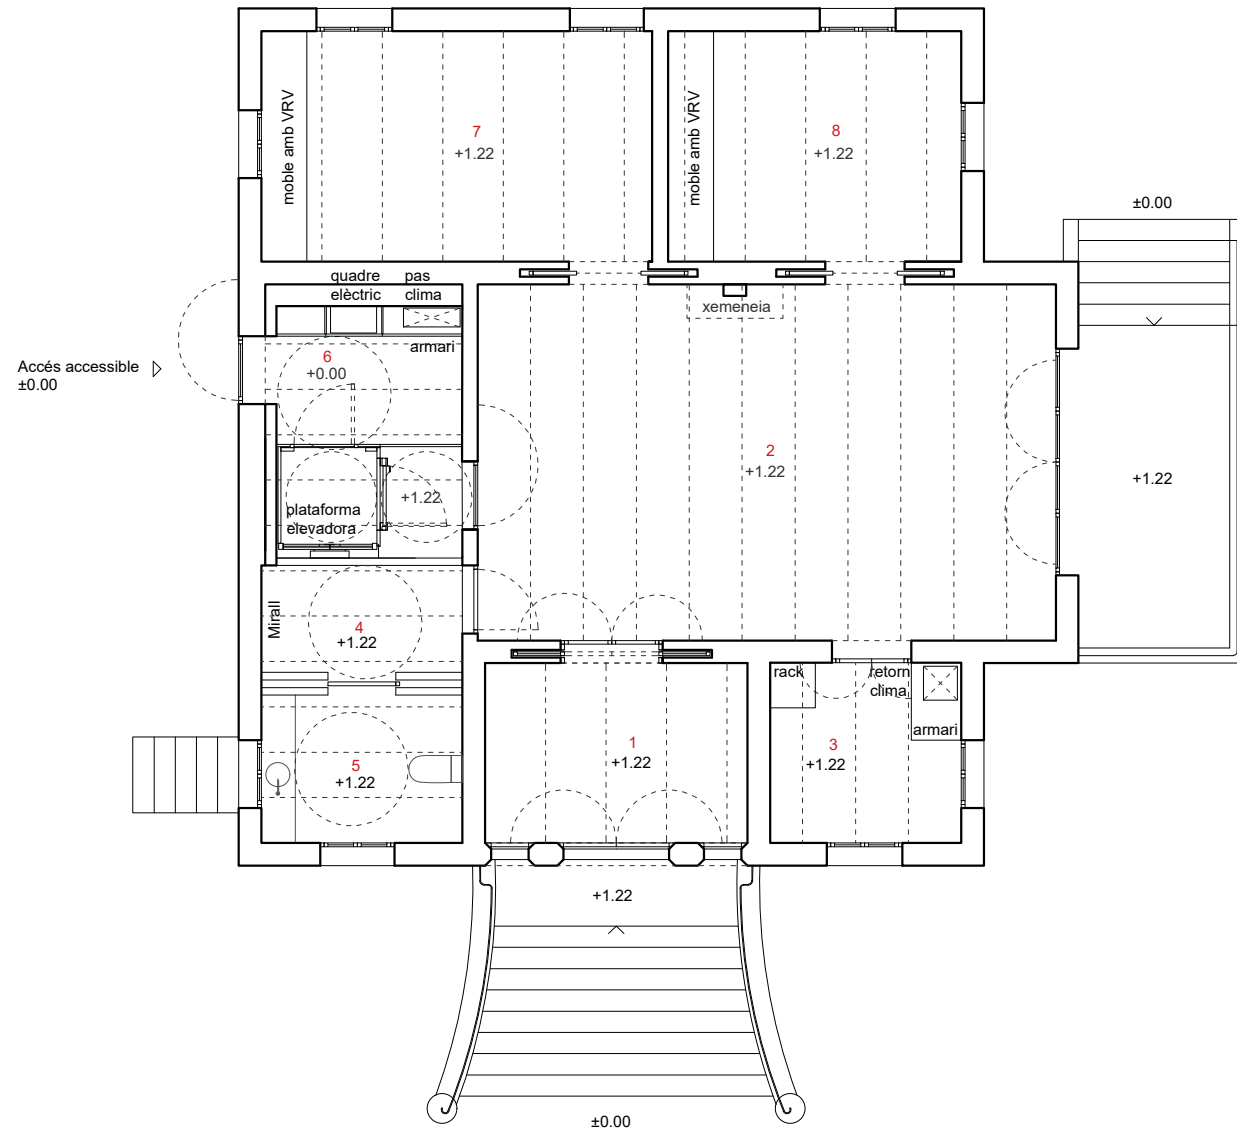 moble amb VRV
7
+1.22
moble amb VRV
8
+1.22
±0.00
quadre
elèctric
pas
clima
xemeneia
armari
6
+0.00
Accés accessible
±0.00
2
+1.22
+1.22
+1.22
plataforma
elevadora
Mirall
4
+1.22
rack
retorn
clima
armari
1
+1.22
3
+1.22
5
+1.22
+1.22
±0.00